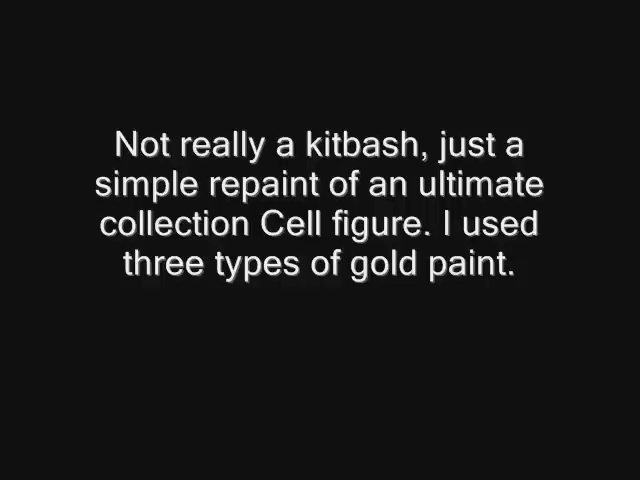 Not really a kitbash, just a
simple repaint of an ultimate
collection Cell figure. I used
three types of gold paint.